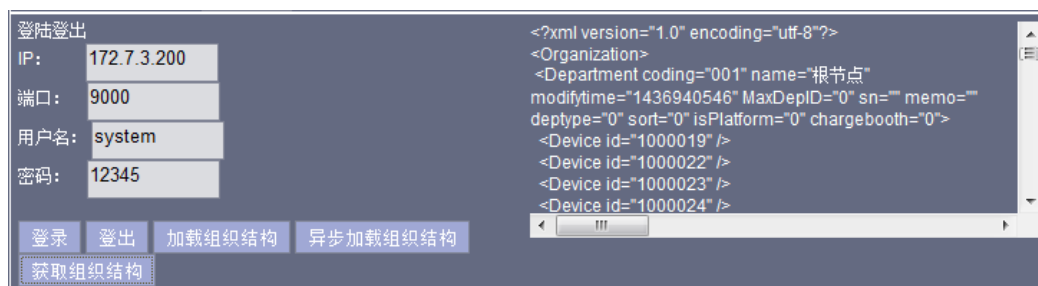 登陆登出
IP：
172.7.3.200
端口：
9000
用户名：
system
密码：
12345
登录
登出
加载组织结构
异步加载组织结构
获取组织结构
<?xml version="1.0" encoding="utf-8"?>
<Organization>
<Department coding="001" name="根节点"
modifytime="1436940546" MaxDepID="0" sn="" memo=""
deptype="0" sort="0" isPlatform="0" chargebooth="0">
<Device id="1000019" />
<Device id="1000022" />
<Device id="1000023" />
<Device id="1000024" />